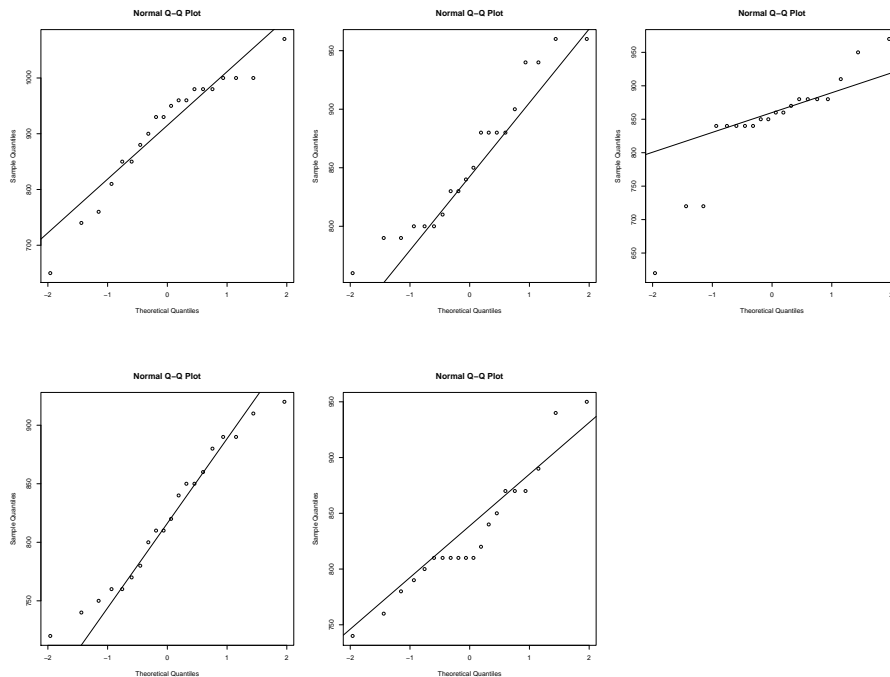 Normal Q−Q Plot
Sample Quantiles
700 800 900 1000
−2 −1 0 1 2
Theoretical Quantiles
Normal Q−Q Plot
Sample Quantiles
800 850 900 950
−2 −1 0 1 2
Theoretical Quantiles
Normal Q−Q Plot
Sample Quantiles
650 700 750 800 850 900 950
−2 −1 0 1 2
Theoretical Quantiles
Normal Q−Q Plot
Sample Quantiles
750 800 850 900
−2 −1 0 1 2
Theoretical Quantiles
Normal Q−Q Plot
Sample Quantiles
750 800 850 900 950
−2 −1 0 1 2
Theoretical Quantiles